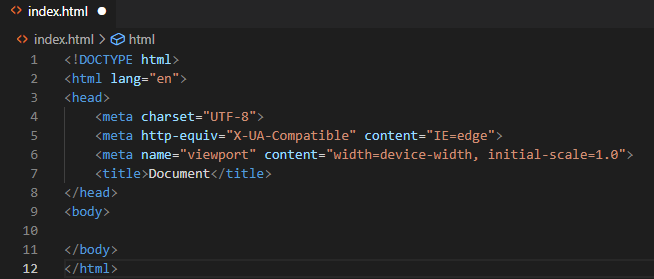 index.html
index.html > html
1 <!DOCTYPE html>
2 <html lang="en">
3 <head>
4     <meta charset="UTF-8">
5     <meta http-equiv="X-UA-Compatible" content="IE=edge">
6     <meta name="viewport" content="width=device-width, initial-scale=1.0">
7     <title>Document</title>
8 </head>
9 <body>
10
11 </body>
12 </html>